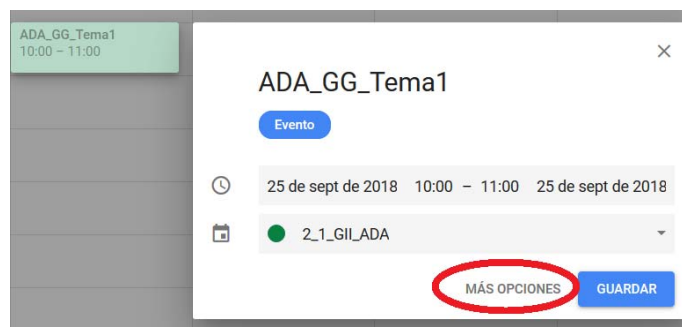 ADA_GG_Tema1
10:00 – 11:00
ADA_GG_Tema1
Evento
25 de sept de 2018 10:00 – 11:00 25 de sept de 2018
2_1_GII_ADA
MÁS OPCIONES GUARDAR